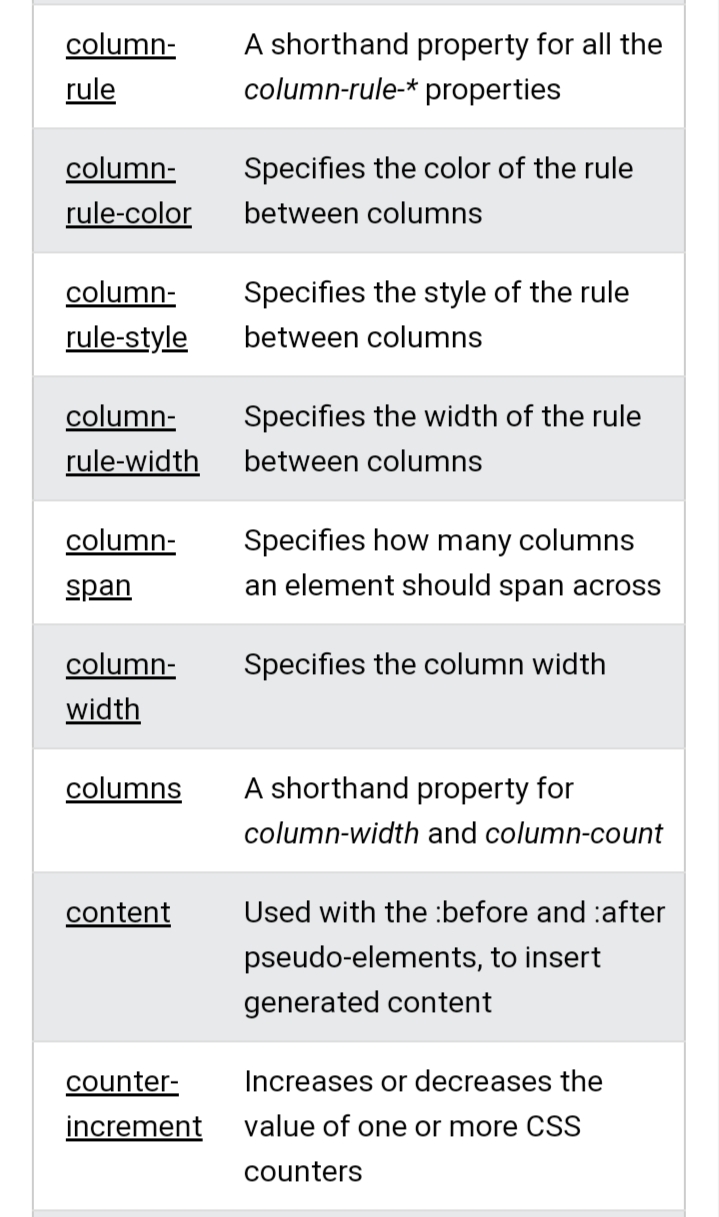 column- A shorthand property for all the
rule column-rule-* properties
column- Specifies the color of the rule
rule-color between columns
column- Specifies the style of the rule
rule-style between columns
column- Specifies the width of the rule
rule-width between columns
column- Specifies how many columns
span an element should span across
column- Specifies the column width
width
columns A shorthand property for
column-width and column-count
content Used with the :before and :after
pseudo-elements, to insert
generated content
counter- Increases or decreases the
increment value of one or more CSS
counters